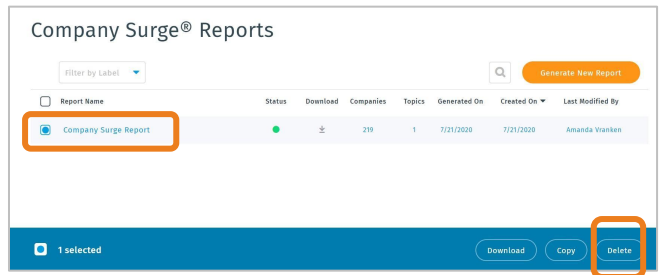 Company Surge® Reports
Filter by Label
Generate New Report
Report Name Status Download Companies Topics Generated On Created On Last Modified By
Company Surge Report 219 1 7/21/2020 7/21/2020 Amanda Vranken
1 selected Download Copy Delete